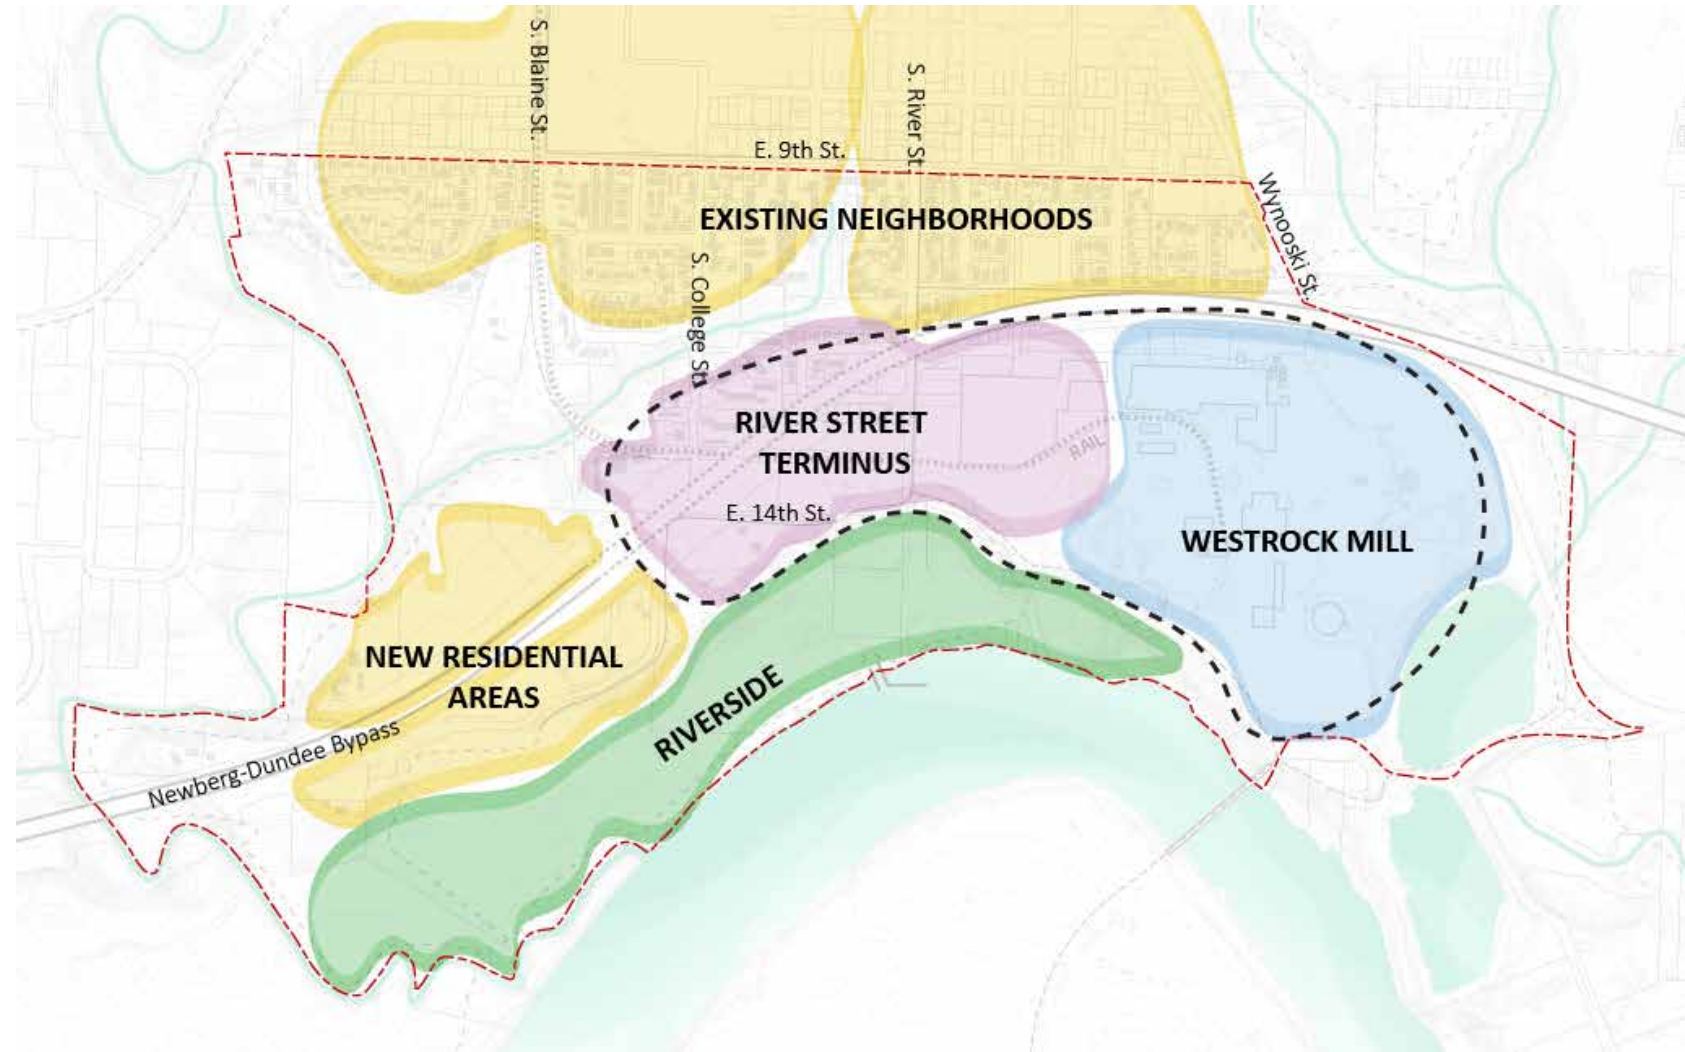 S. Blaine St.
S. River St.
E. 9th St.
Wynooski St.
EXISTING NEIGHBORHOODS
S. College St.
RIVER STREET
TERMINUS
RAIL
E. 14th St.
WESTROCK MILL
NEW RESIDENTIAL
AREAS
RIVERSIDE
Newberg-Dundee Bypass